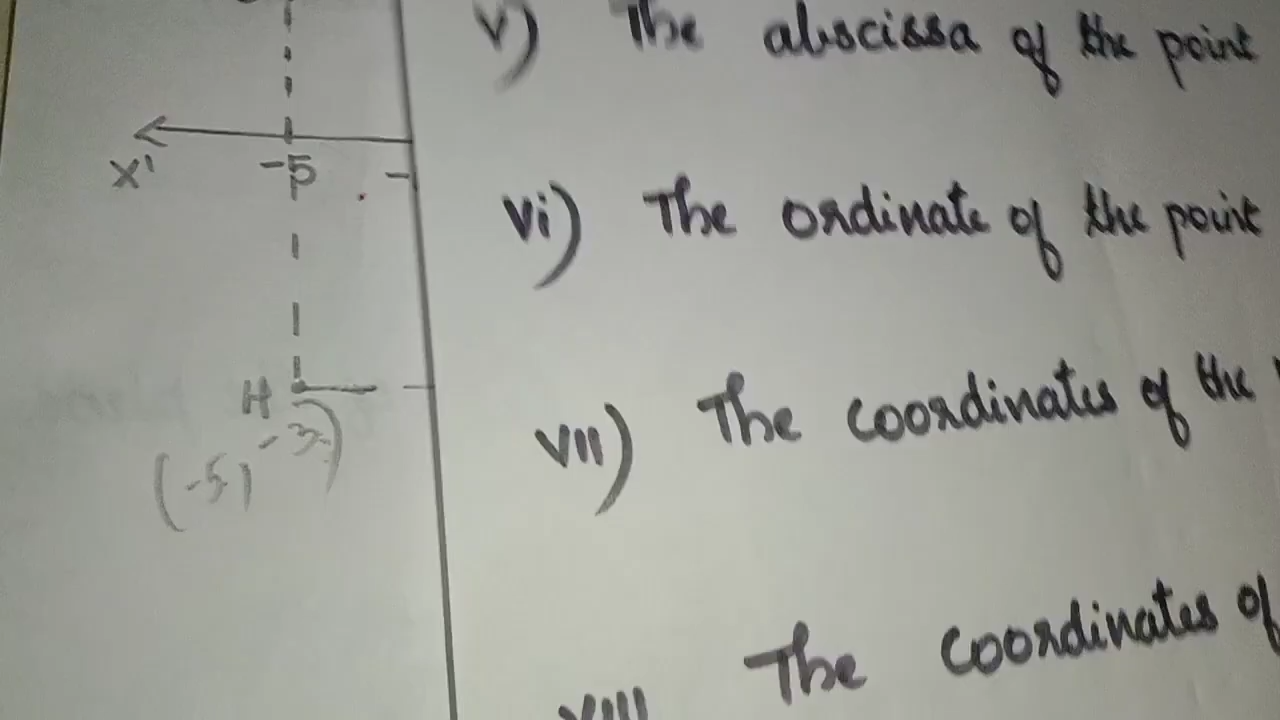 X'
-5
H
(-5, -3)
v) The abscissa of the point
vi) The ordinate of the point
VII) The coordinates of the
VIII The coordinates of